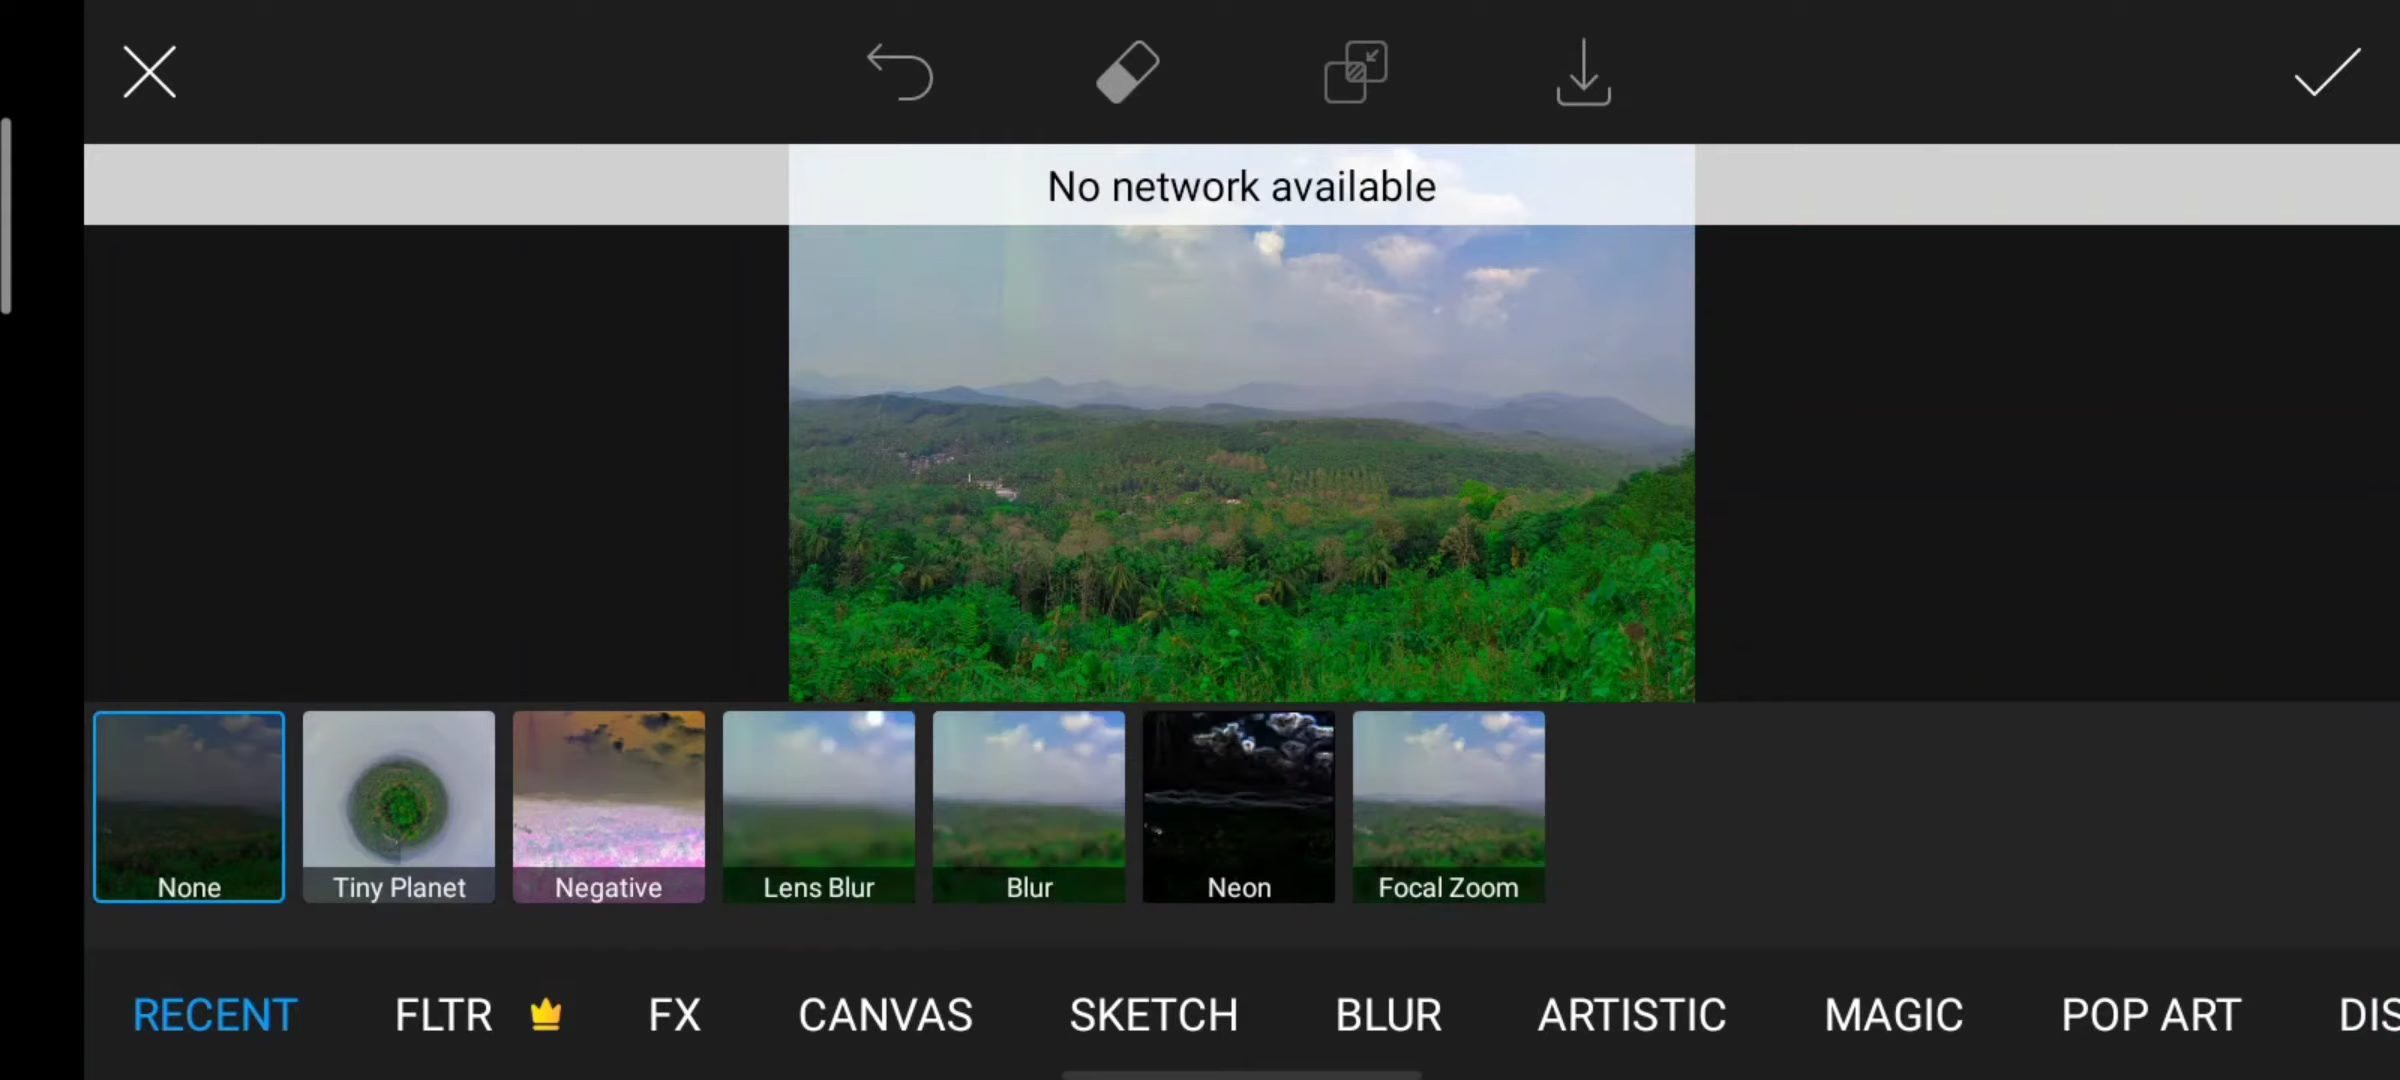 No network available
None
Tiny Planet
Negative
Lens Blur
Blur
Neon
Focal Zoom
RECENT
FLTR
FX
CANVAS
SKETCH
BLUR
ARTISTIC
MAGIC
POP ART
DIS